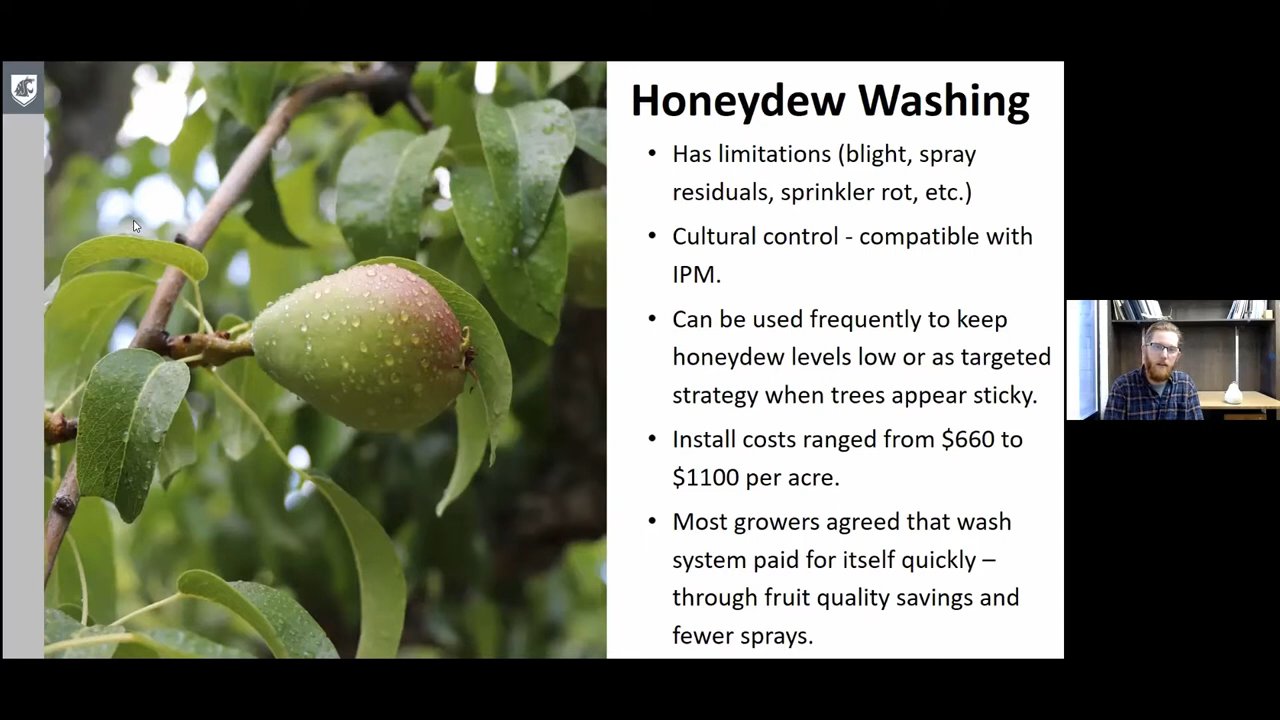 Honeydew Washing
• Has limitations (blight, spray
residuals, sprinkler rot, etc.)
• Cultural control - compatible with
IPM.
• Can be used frequently to keep
honeydew levels low or as targeted
strategy when trees appear sticky.
• Install costs ranged from $660 to
$1100 per acre.
• Most growers agreed that wash
system paid for itself quickly –
through fruit quality savings and
fewer sprays.